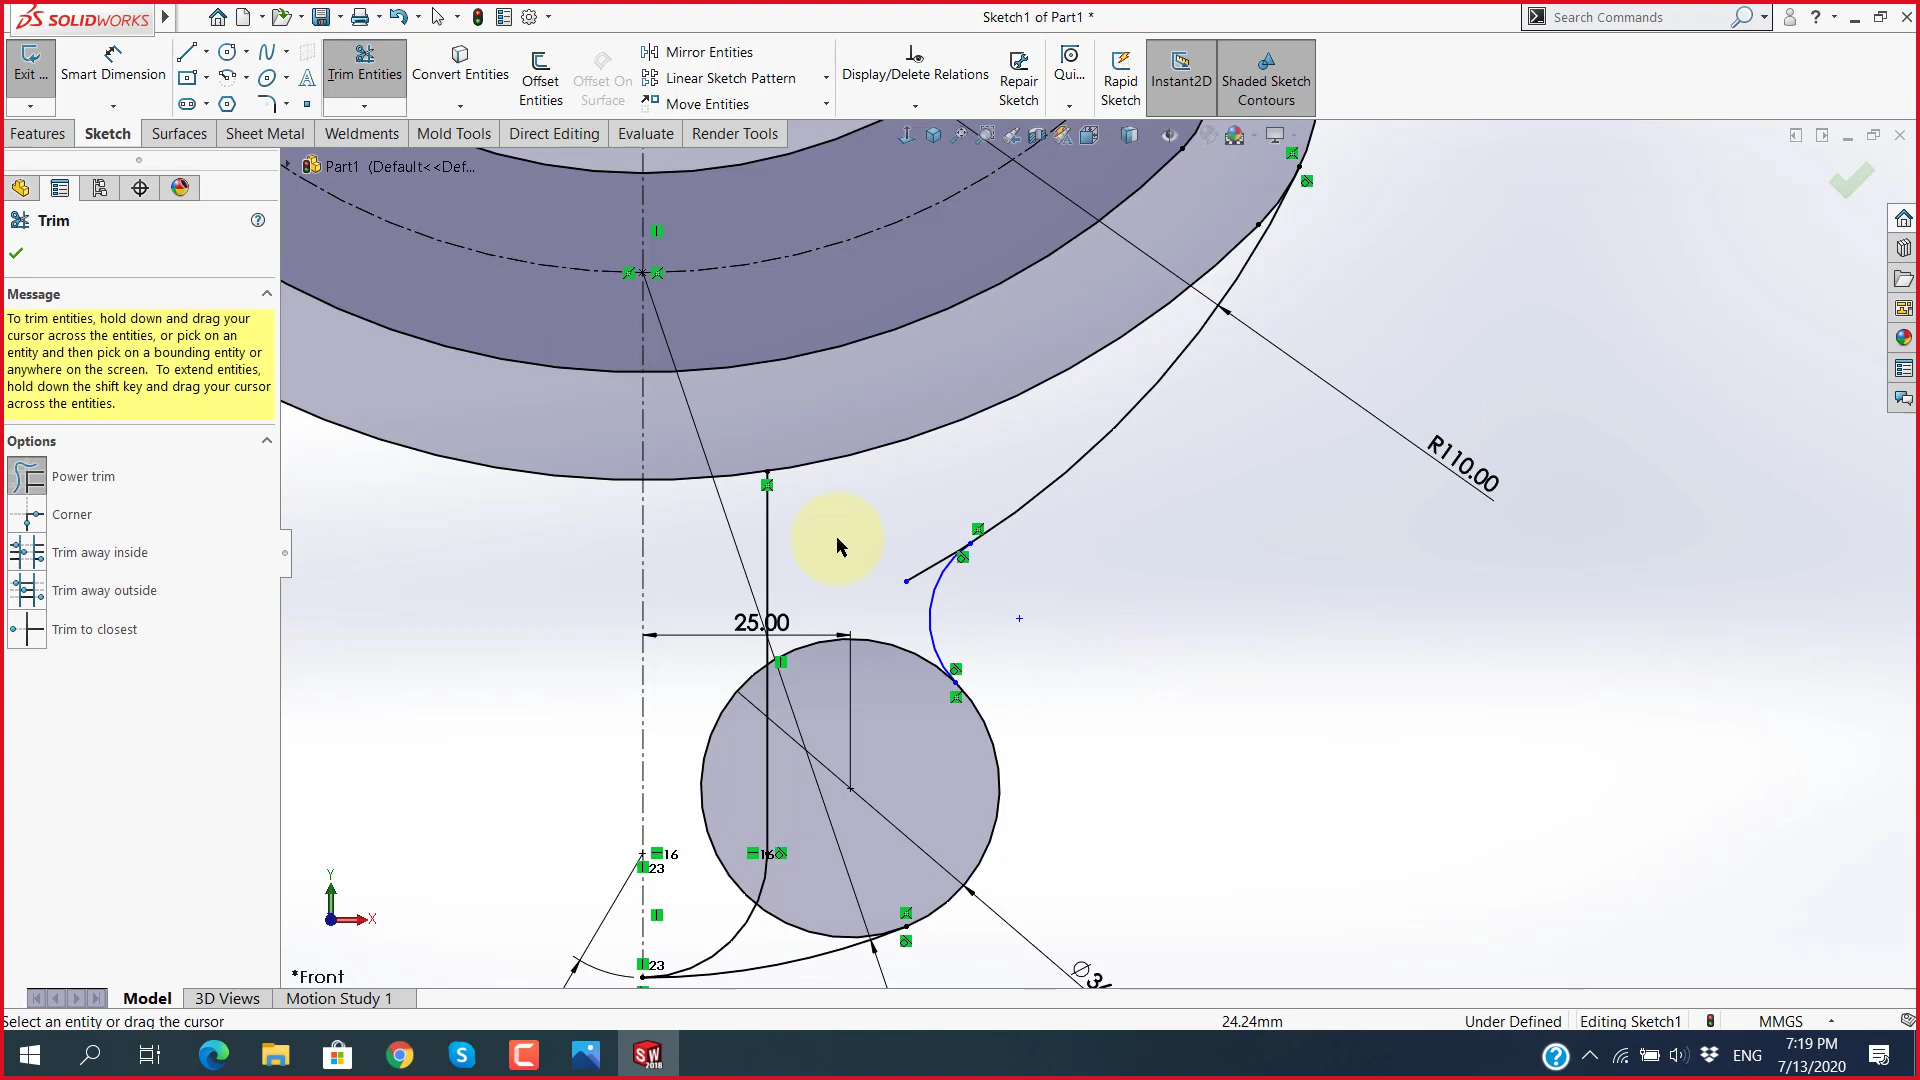 SOLIDWORKS
Sketch1 of Part1 *
Search Commands
Exit ...
Smart Dimension
Trim Entities
Convert Entities
Offset Entities
Offset On Surface
Mirror Entities
Linear Sketch Pattern
Move Entities
Display/Delete Relations
Repair Sketch
Qui...
Rapid Sketch
Instant2D
Shaded Sketch Contours
Features
Sketch
Surfaces
Sheet Metal
Weldments
Mold Tools
Direct Editing
Evaluate
Render Tools
Part1 (Default<<Def...
Trim
Message
To trim entities, hold down and drag your
cursor across the entities, or pick on an
entity and then pick on a bounding entity or
anywhere on the screen. To extend entities,
hold down the shift key and drag your cursor
across the entities.
Options
Power trim
Corner
Trim away inside
Trim away outside
Trim to closest
R110.00
25.00
16
23
16
23
Y
X
*Front
Model
3D Views
Motion Study 1
Select an entity or drag the cursor
24.24mm
Under Defined
Editing Sketch1
MMGS
SW
2018
ENG
7:19 PM
7/13/2020